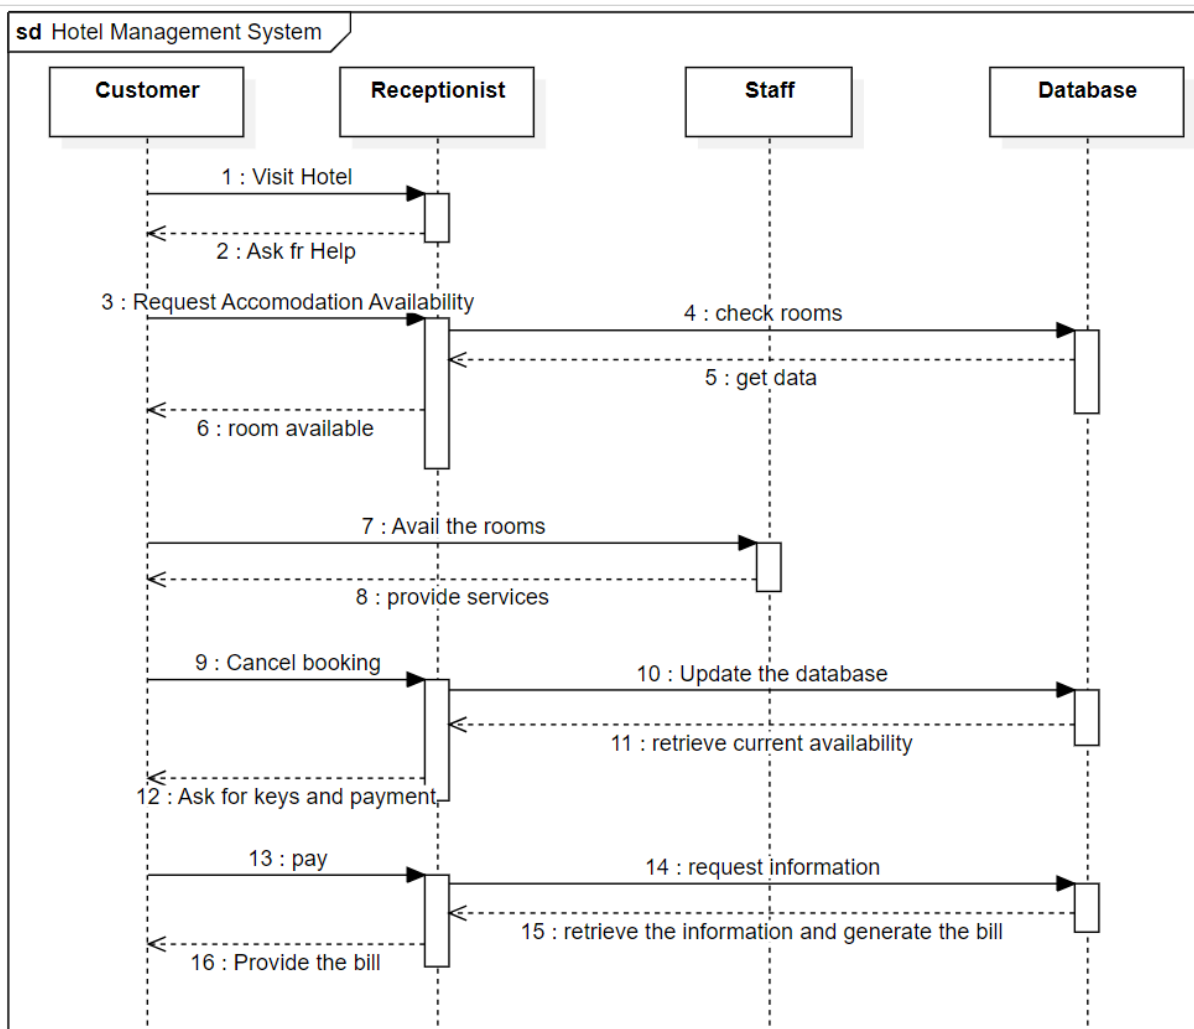 sd Hotel Management System
Customer
Receptionist
Staff
Database
1 : Visit Hotel
2 : Ask fr Help
3 : Request Accomodation Availability
4 : check rooms
5 : get data
6 : room available
7 : Avail the rooms
8 : provide services
9 : Cancel booking
10 : Update the database
11 : retrieve current availability
12 : Ask for keys and payment
13 : pay
14 : request information
15 : retrieve the information and generate the bill
16 : Provide the bill